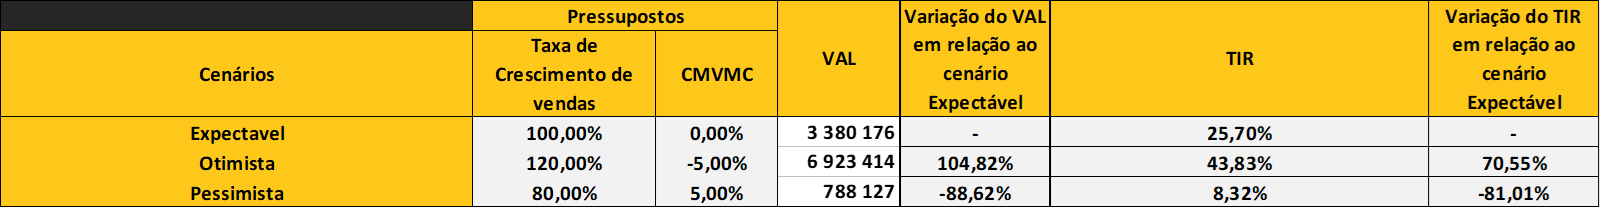 Pressupostos
Cenários
Taxa de
Crescimento de
vendas
CMVMC
VAL
Variação do VAL
em relação ao
cenário
Expectável
TIR
Variação do TIR
em relação ao
cenário
Expectável
Expectavel 100,00% 0,00% 3 380 176 - 25,70% -
Otimista 120,00% -5,00% 6 923 414 104,82% 43,83% 70,55%
Pessimista 80,00% 5,00% 788 127 -88,62% 8,32% -81,01%